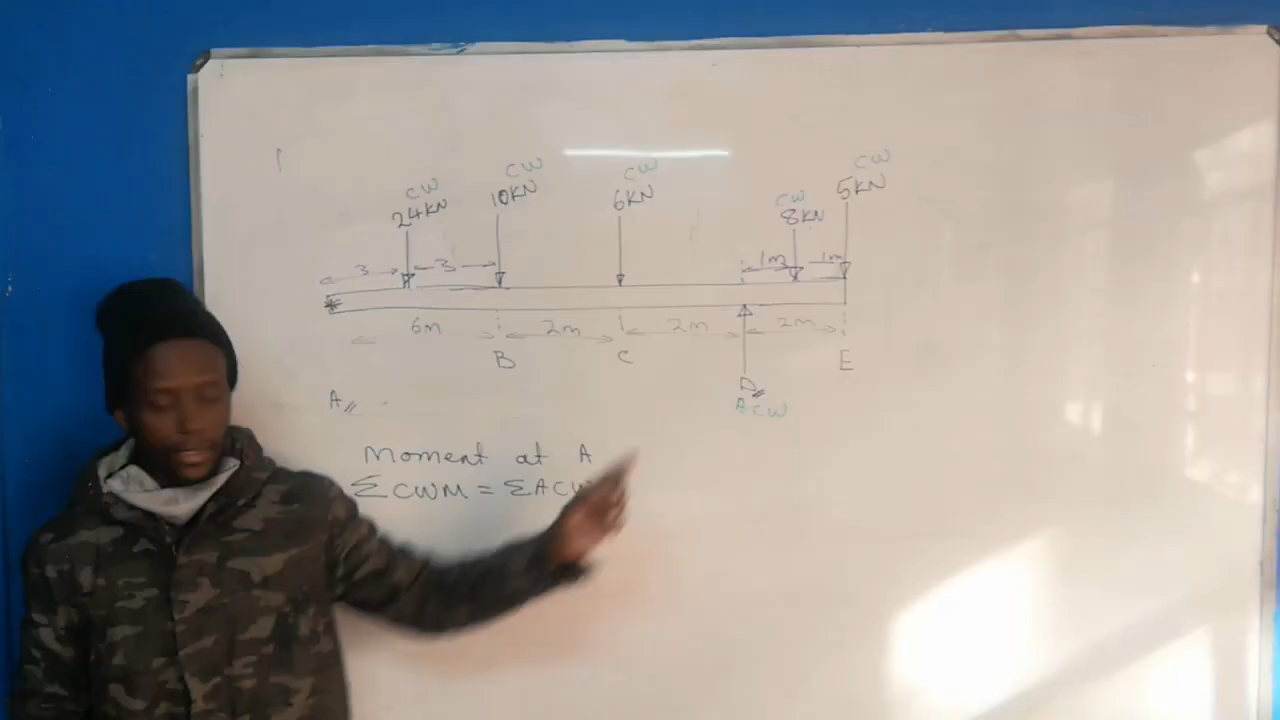 CW
CW
CW
CW
24KN
10KN
6KN
CW
8KN
5KN
3
3
1m
1m
6m
2m
2m
2m
B
C
D
E
A
ACW
Moment at A
ΣCWM = ΣACW